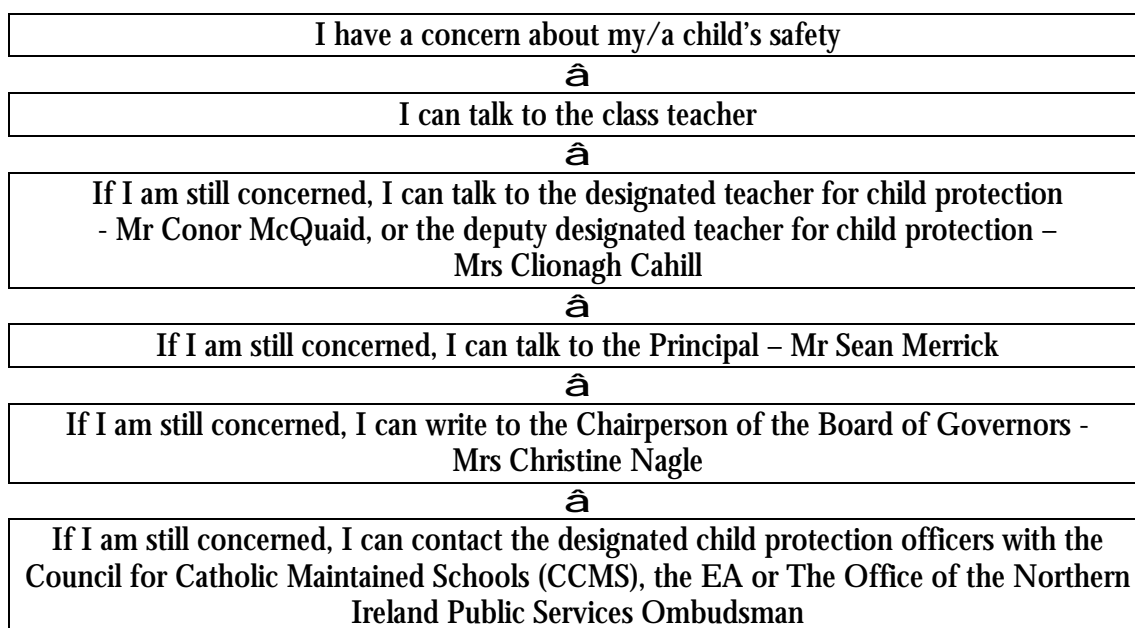 I have a concern about my/a child's safety
â
I can talk to the class teacher
â
If I am still concerned, I can talk to the designated teacher for child protection
- Mr Conor McQuaid, or the deputy designated teacher for child protection –
Mrs Clionagh Cahill
â
If I am still concerned, I can talk to the Principal – Mr Sean Merrick
â
If I am still concerned, I can write to the Chairperson of the Board of Governors -
Mrs Christine Nagle
â
If I am still concerned, I can contact the designated child protection officers with the
Council for Catholic Maintained Schools (CCMS), the EA or The Office of the Northern
Ireland Public Services Ombudsman